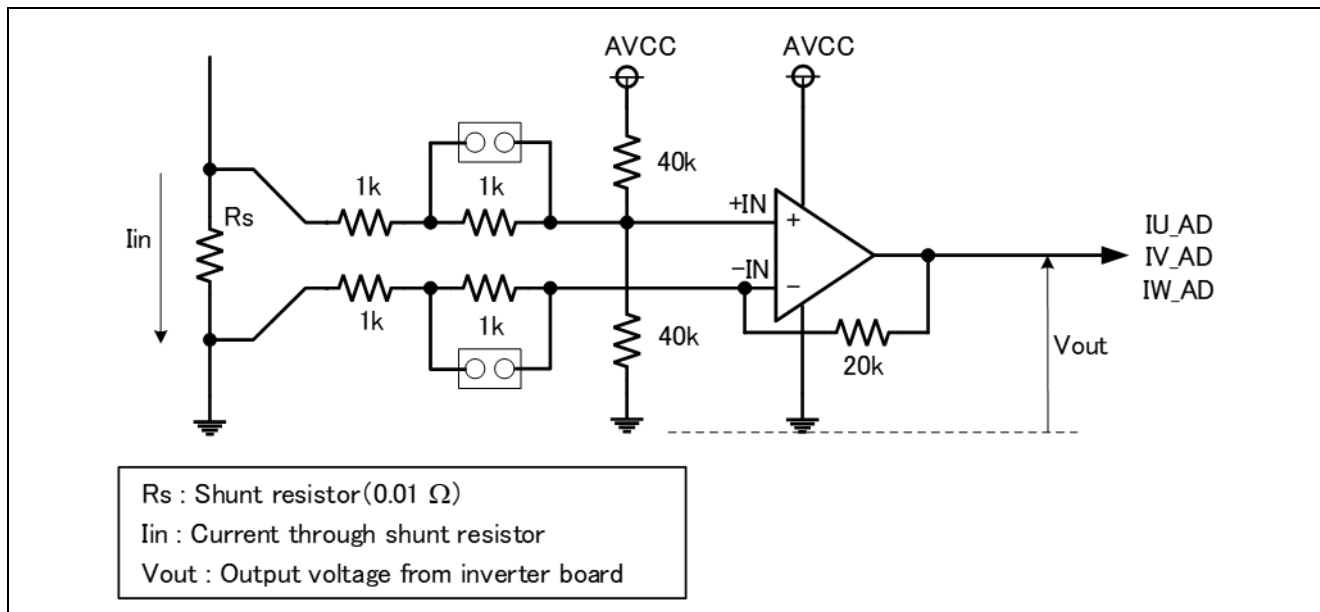 AVCC
AVCC
40k
1k
1k
+IN
+
Rs
IU_AD
Iin
IV_AD
−IN
−
IW_AD
1k
1k
40k
20k
Vout
Rs : Shunt resistor(0.01 Ω)
Iin : Current through shunt resistor
Vout : Output voltage from inverter board